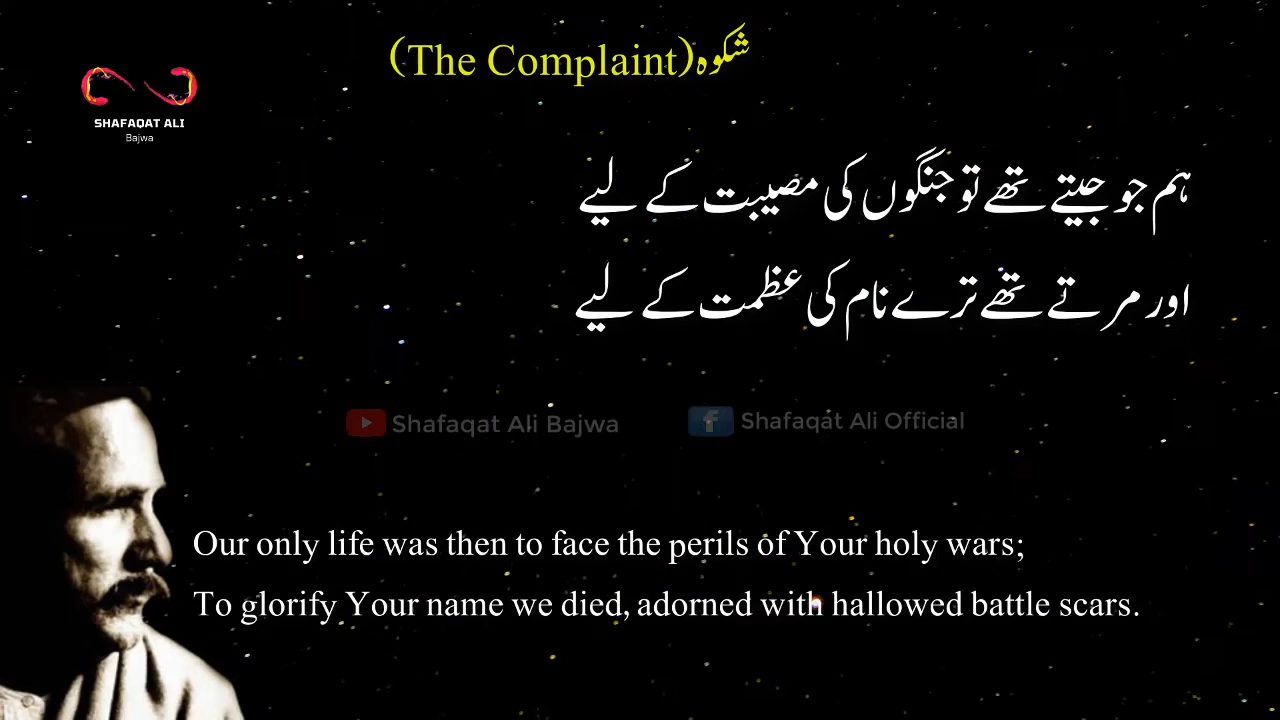 شکوہ(The Complaint)
SHAFAQAT ALI
Bajwa
ہم جو جیتے تھے تو جنگوں کی مصیبت کے لیے
اور مرتے تھے ترے نام کی عظمت کے لیے
Shafaqat Ali Bajwa
Shafaqat Ali Official
Our only life was then to face the perils of Your holy wars;
To glorify Your name we died, adorned with hallowed battle scars.